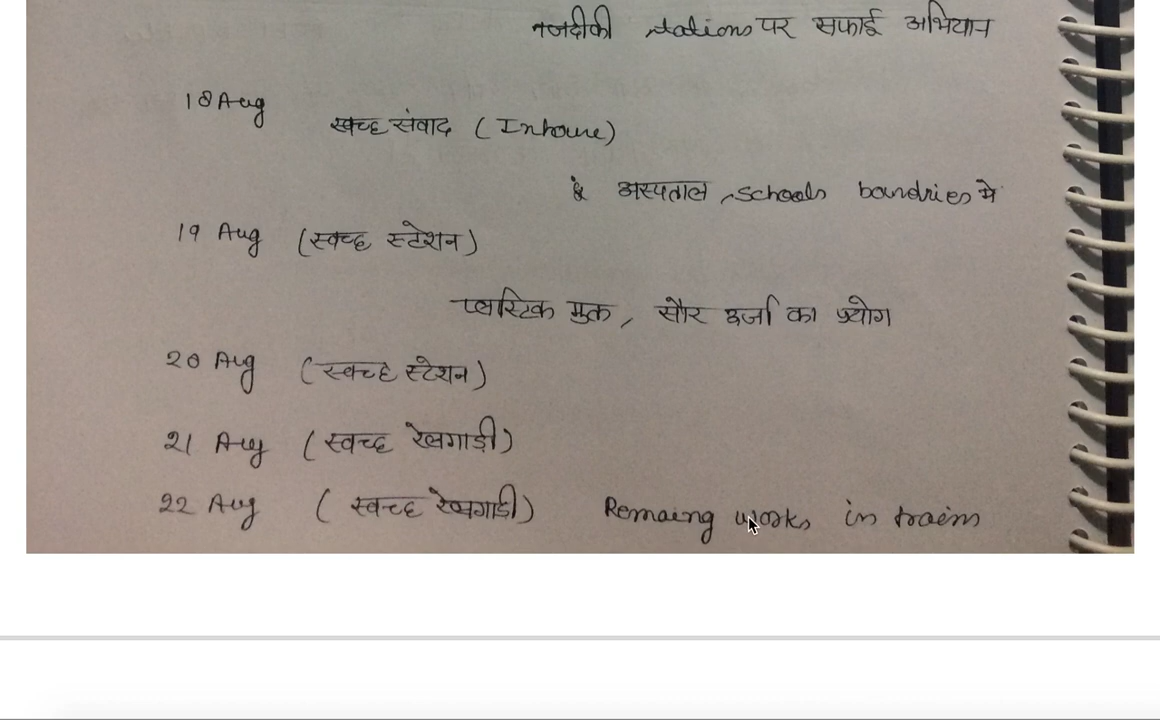 नजदीकी stations पर सफाई अभियान
18 Aug स्वच्छ संवाद (Inhouse)
& अस्पताल, schools boundries मे
19 Aug (स्वच्छ स्टेशन)
प्लास्टिक मुक्त, सौर उर्जा का प्रयोग
20 Aug (स्वच्छ स्टेशन)
21 Aug (स्वच्छ रेलगाड़ी)
22 Aug (स्वच्छ रेलगाड़ी) Remaing works in trains